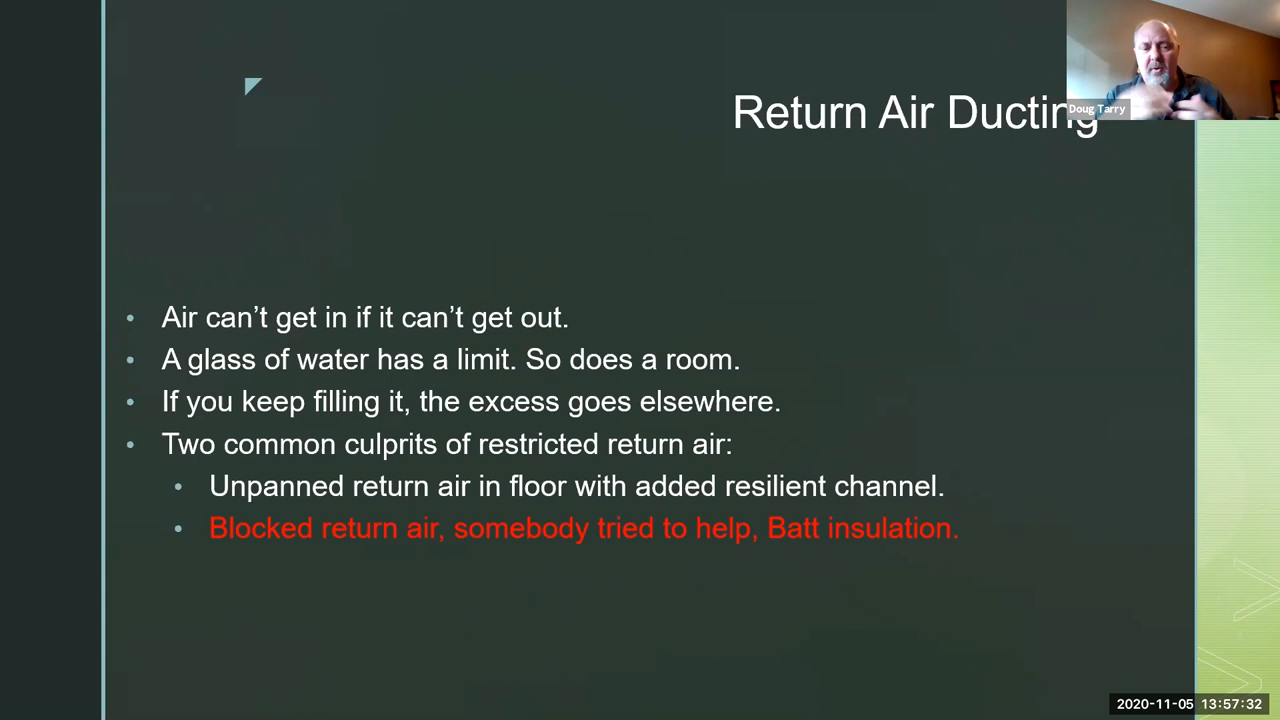 Return Air Ducting
Doug Tarry
Air can’t get in if it can’t get out.
A glass of water has a limit. So does a room.
If you keep filling it, the excess goes elsewhere.
Two common culprits of restricted return air:
Unpanned return air in floor with added resilient channel.
Blocked return air, somebody tried to help, Batt insulation.
2020-11-05 13:57:32